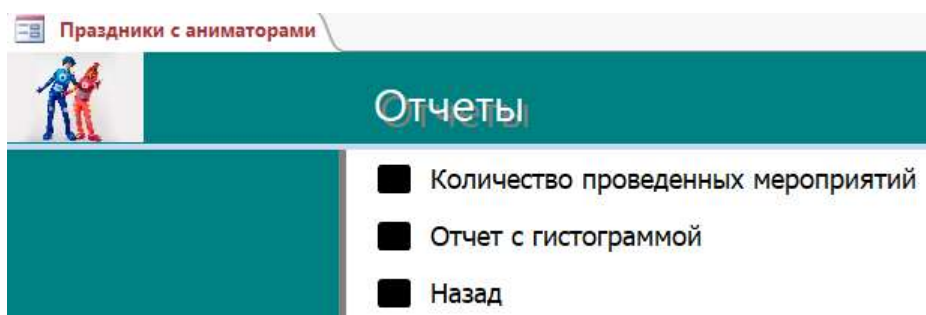 Праздники с аниматорами
Отчеты
Количество проведенных мероприятий
Отчет с гистограммой
Назад